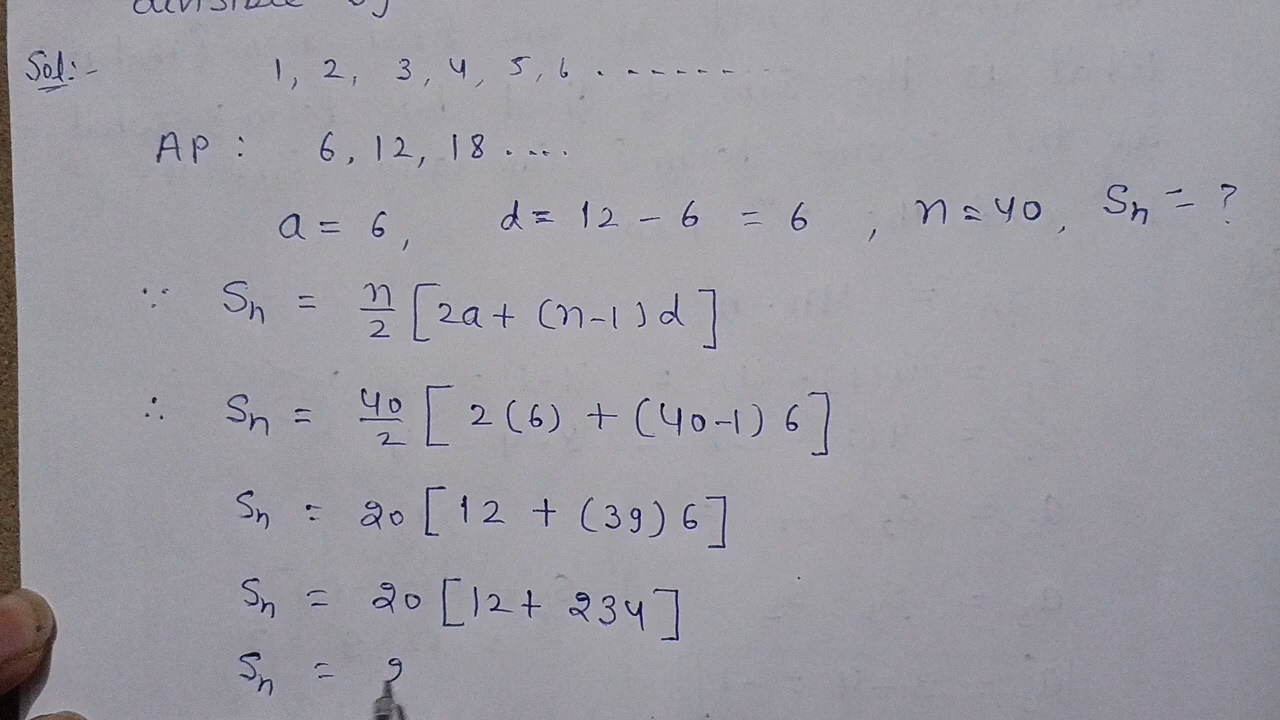 divisible by
Sol:- 1, 2, 3, 4, 5, 6 . - - - - - -
AP : 6, 12, 18 ....
a = 6, d = 12 - 6 = 6 , n = 40, Sn = ?
∵ Sn = n/2 [2a + (n-1)d]
∴ Sn = 40/2 [2(6) + (40-1) 6]
Sn = 20 [12 + (39) 6]
Sn = 20 [12 + 234]
Sn =